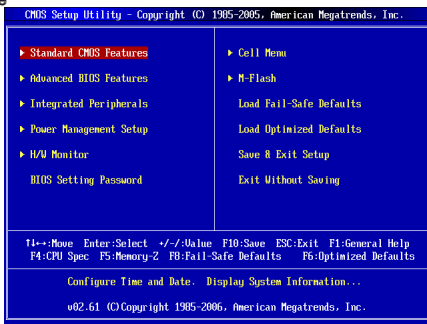 CMOS Setup Utility - Copyright (C) 1985-2005, American Megatrends, Inc.
▶ Standard CMOS Features
▶ Advanced BIOS Features
▶ Integrated Peripherals
▶ Power Management Setup
▶ H/W Monitor
BIOS Setting Password
▶ Cell Menu
▶ M-Flash
Load Fail-Safe Defaults
Load Optimized Defaults
Save & Exit Setup
Exit Without Saving
↑↓←→:Move Enter:Select +/-/:Value F10:Save ESC:Exit F1:General Help
F4:CPU Spec F5:Memory-Z F8:Fail-Safe Defaults F6:Optimized Defaults
Configure Time and Date. Display System Information...
v02.61 (C)Copyright 1985-2006, American Megatrends, Inc.